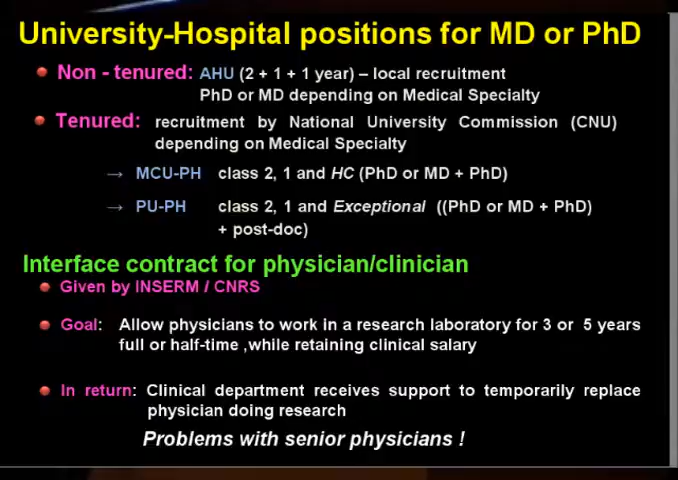 University-Hospital positions for MD or PhD
Non - tenured: AHU (2 + 1 + 1 year) – local recruitment
PhD or MD depending on Medical Specialty
Tenured: recruitment by National University Commission (CNU)
depending on Medical Specialty
→ MCU-PH class 2, 1 and HC (PhD or MD + PhD)
→ PU-PH class 2, 1 and Exceptional ((PhD or MD + PhD)
+ post-doc)
Interface contract for physician/clinician
Given by INSERM / CNRS
Goal: Allow physicians to work in a research laboratory for 3 or 5 years
full or half-time ,while retaining clinical salary
In return: Clinical department receives support to temporarily replace
physician doing research
Problems with senior physicians !